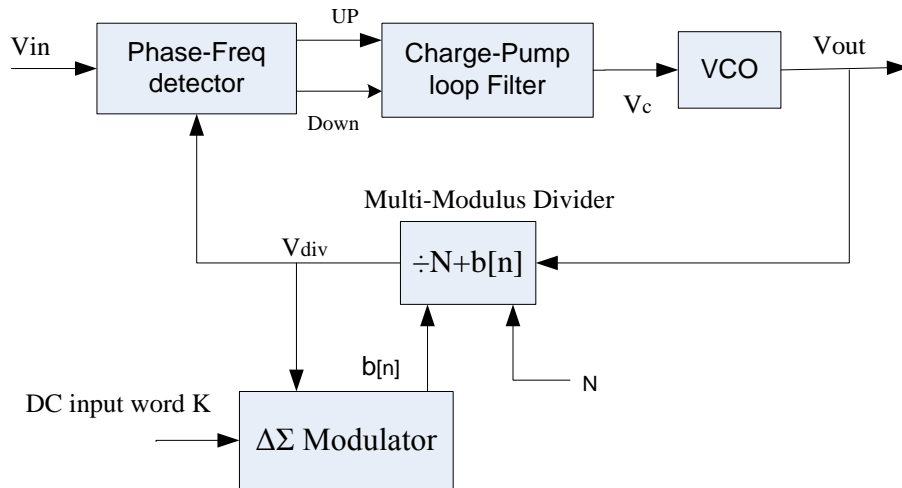 UP
Vin
Phase-Freq
detector
Charge-Pump
loop Filter
VCO
Vout
Vc
Down
Multi-Modulus Divider
Vdiv
÷N+b[n]
b[n]
N
DC input word K
ΔΣ Modulator